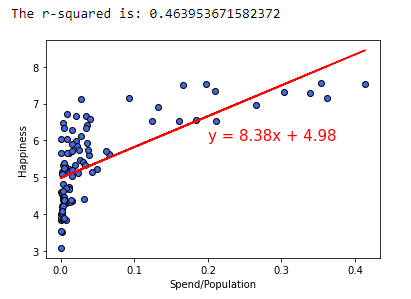 The r-squared is: 0.463953671582372
8
7
6
5
4
3
Happiness
y = 8.38x + 4.98
0.0 0.1 0.2 0.3 0.4
Spend/Population